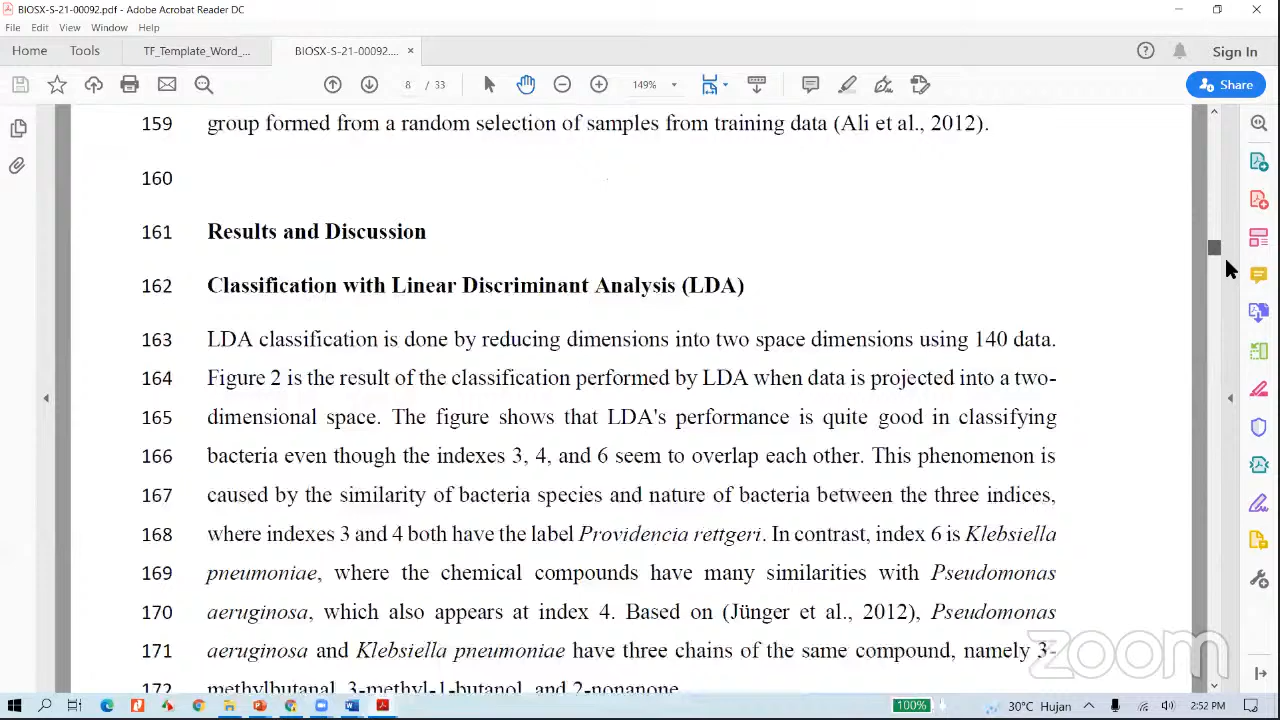 BIOSX-S-21-00092.pdf - Adobe Acrobat Reader DC
File Edit View Window Help
Home Tools TF_Template_Word_... BIOSX-S-21-00092.... × Sign In
8 / 33 149% Share
159 group formed from a random selection of samples from training data (Ali et al., 2012).
160
161 Results and Discussion
162 Classification with Linear Discriminant Analysis (LDA)
163 LDA classification is done by reducing dimensions into two space dimensions using 140 data.
164 Figure 2 is the result of the classification performed by LDA when data is projected into a two-
165 dimensional space. The figure shows that LDA's performance is quite good in classifying
166 bacteria even though the indexes 3, 4, and 6 seem to overlap each other. This phenomenon is
167 caused by the similarity of bacteria species and nature of bacteria between the three indices,
168 where indexes 3 and 4 both have the label Providencia rettgeri. In contrast, index 6 is Klebsiella
169 pneumoniae, where the chemical compounds have many similarities with Pseudomonas
170 aeruginosa, which also appears at index 4. Based on (Jünger et al., 2012), Pseudomonas
171 aeruginosa and Klebsiella pneumoniae have three chains of the same compound, namely 3-
172 methylbutanal, 3-methyl-1-butanol, and 2-nonanone.
zoom
100% 30°C Hujan 2:52 PM